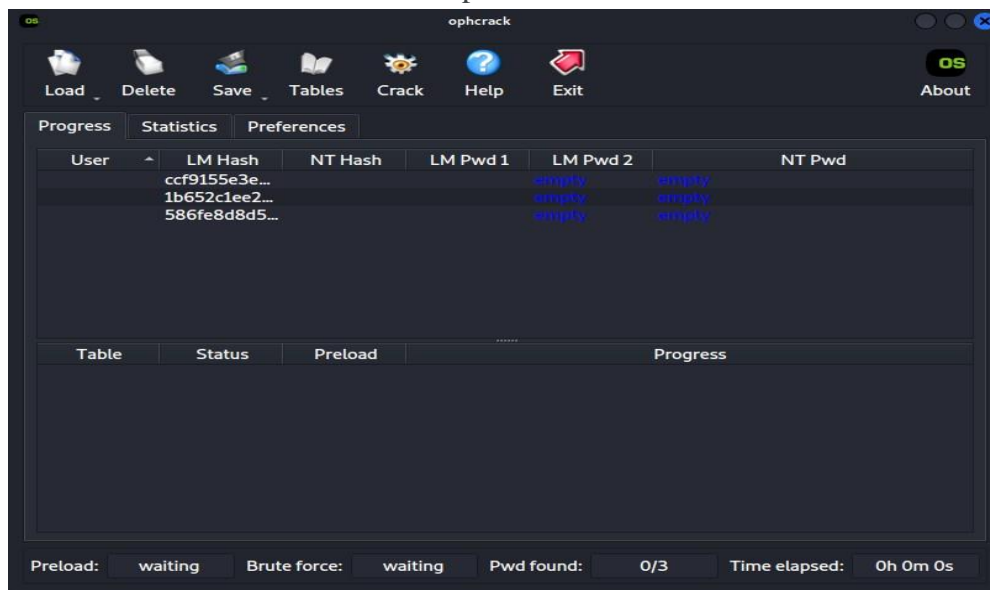 os ophcrack
Load Delete Save Tables Crack Help Exit OS About
Progress Statistics Preferences
User LM Hash NT Hash LM Pwd 1 LM Pwd 2 NT Pwd
ccf9155e3e... empty empty
1b652c1ee2... empty empty
586fe8d8d5... empty empty
Table Status Preload Progress
Preload: waiting Brute force: waiting Pwd found: 0/3 Time elapsed: 0h 0m 0s